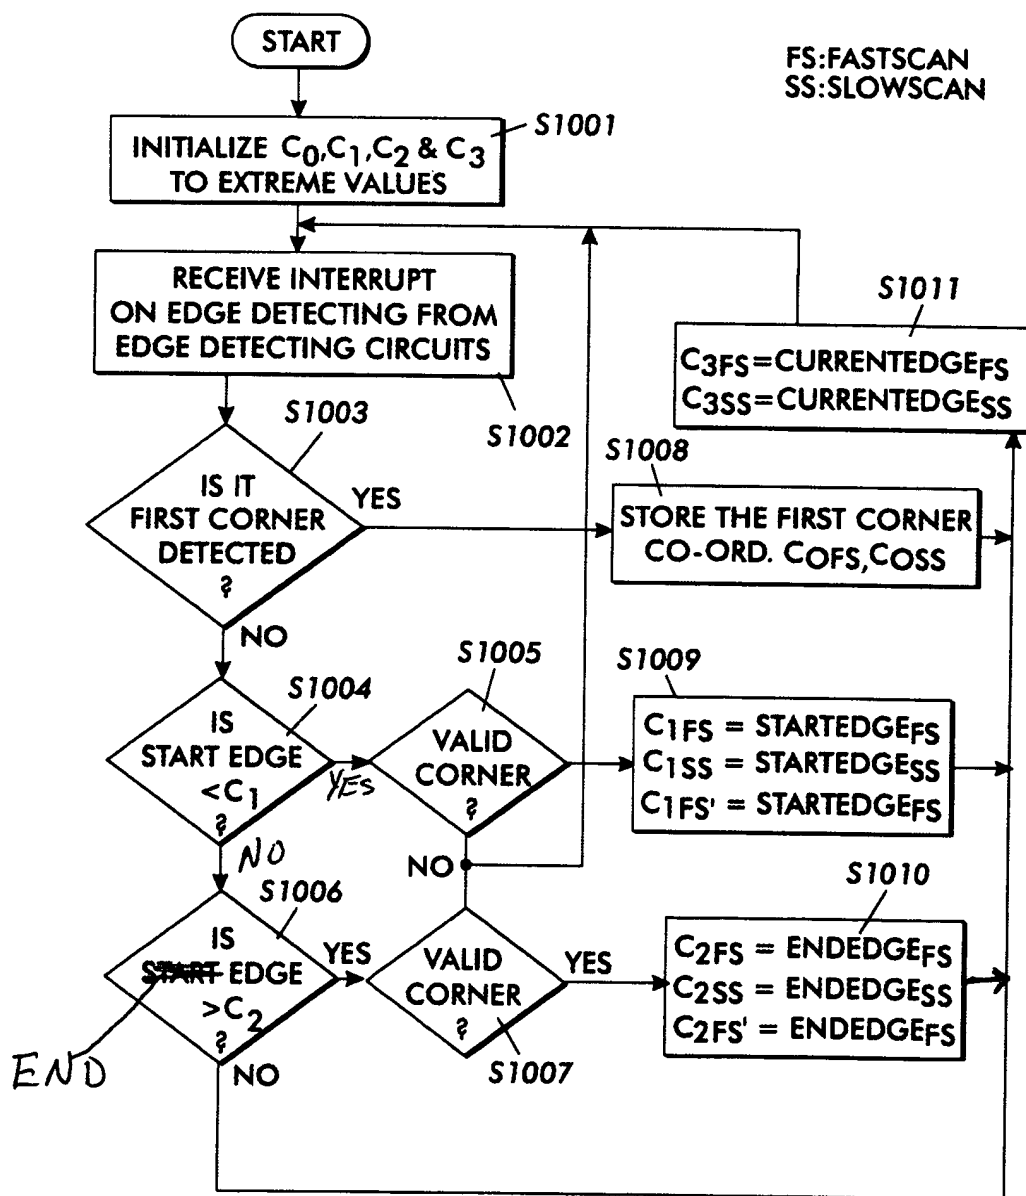 START
FS:FASTSCAN
SS:SLOWSCAN
S1001
INITIALIZE C0,C1,C2 & C3
TO EXTREME VALUES
RECEIVE INTERRUPT
ON EDGE DETECTING FROM
EDGE DETECTING CIRCUITS
S1002
S1011
C3FS=CURRENTEDGEFS
C3SS=CURRENTEDGESS
S1003
IS IT
FIRST CORNER
DETECTED
?
YES
NO
S1008
STORE THE FIRST CORNER
CO-ORD. COFS,COSS
S1004
IS
START EDGE
<C1
?
YES
NO
S1005
VALID
CORNER
?
NO
S1009
C1FS = STARTEDGEFS
C1SS = STARTEDGESS
C1FS' = STARTEDGEFS
S1006
IS
START EDGE
>C2
?
END
YES
NO
VALID
CORNER
?
S1007
YES
S1010
C2FS = ENDEDGEFS
C2SS = ENDEDGESS
C2FS' = ENDEDGEFS